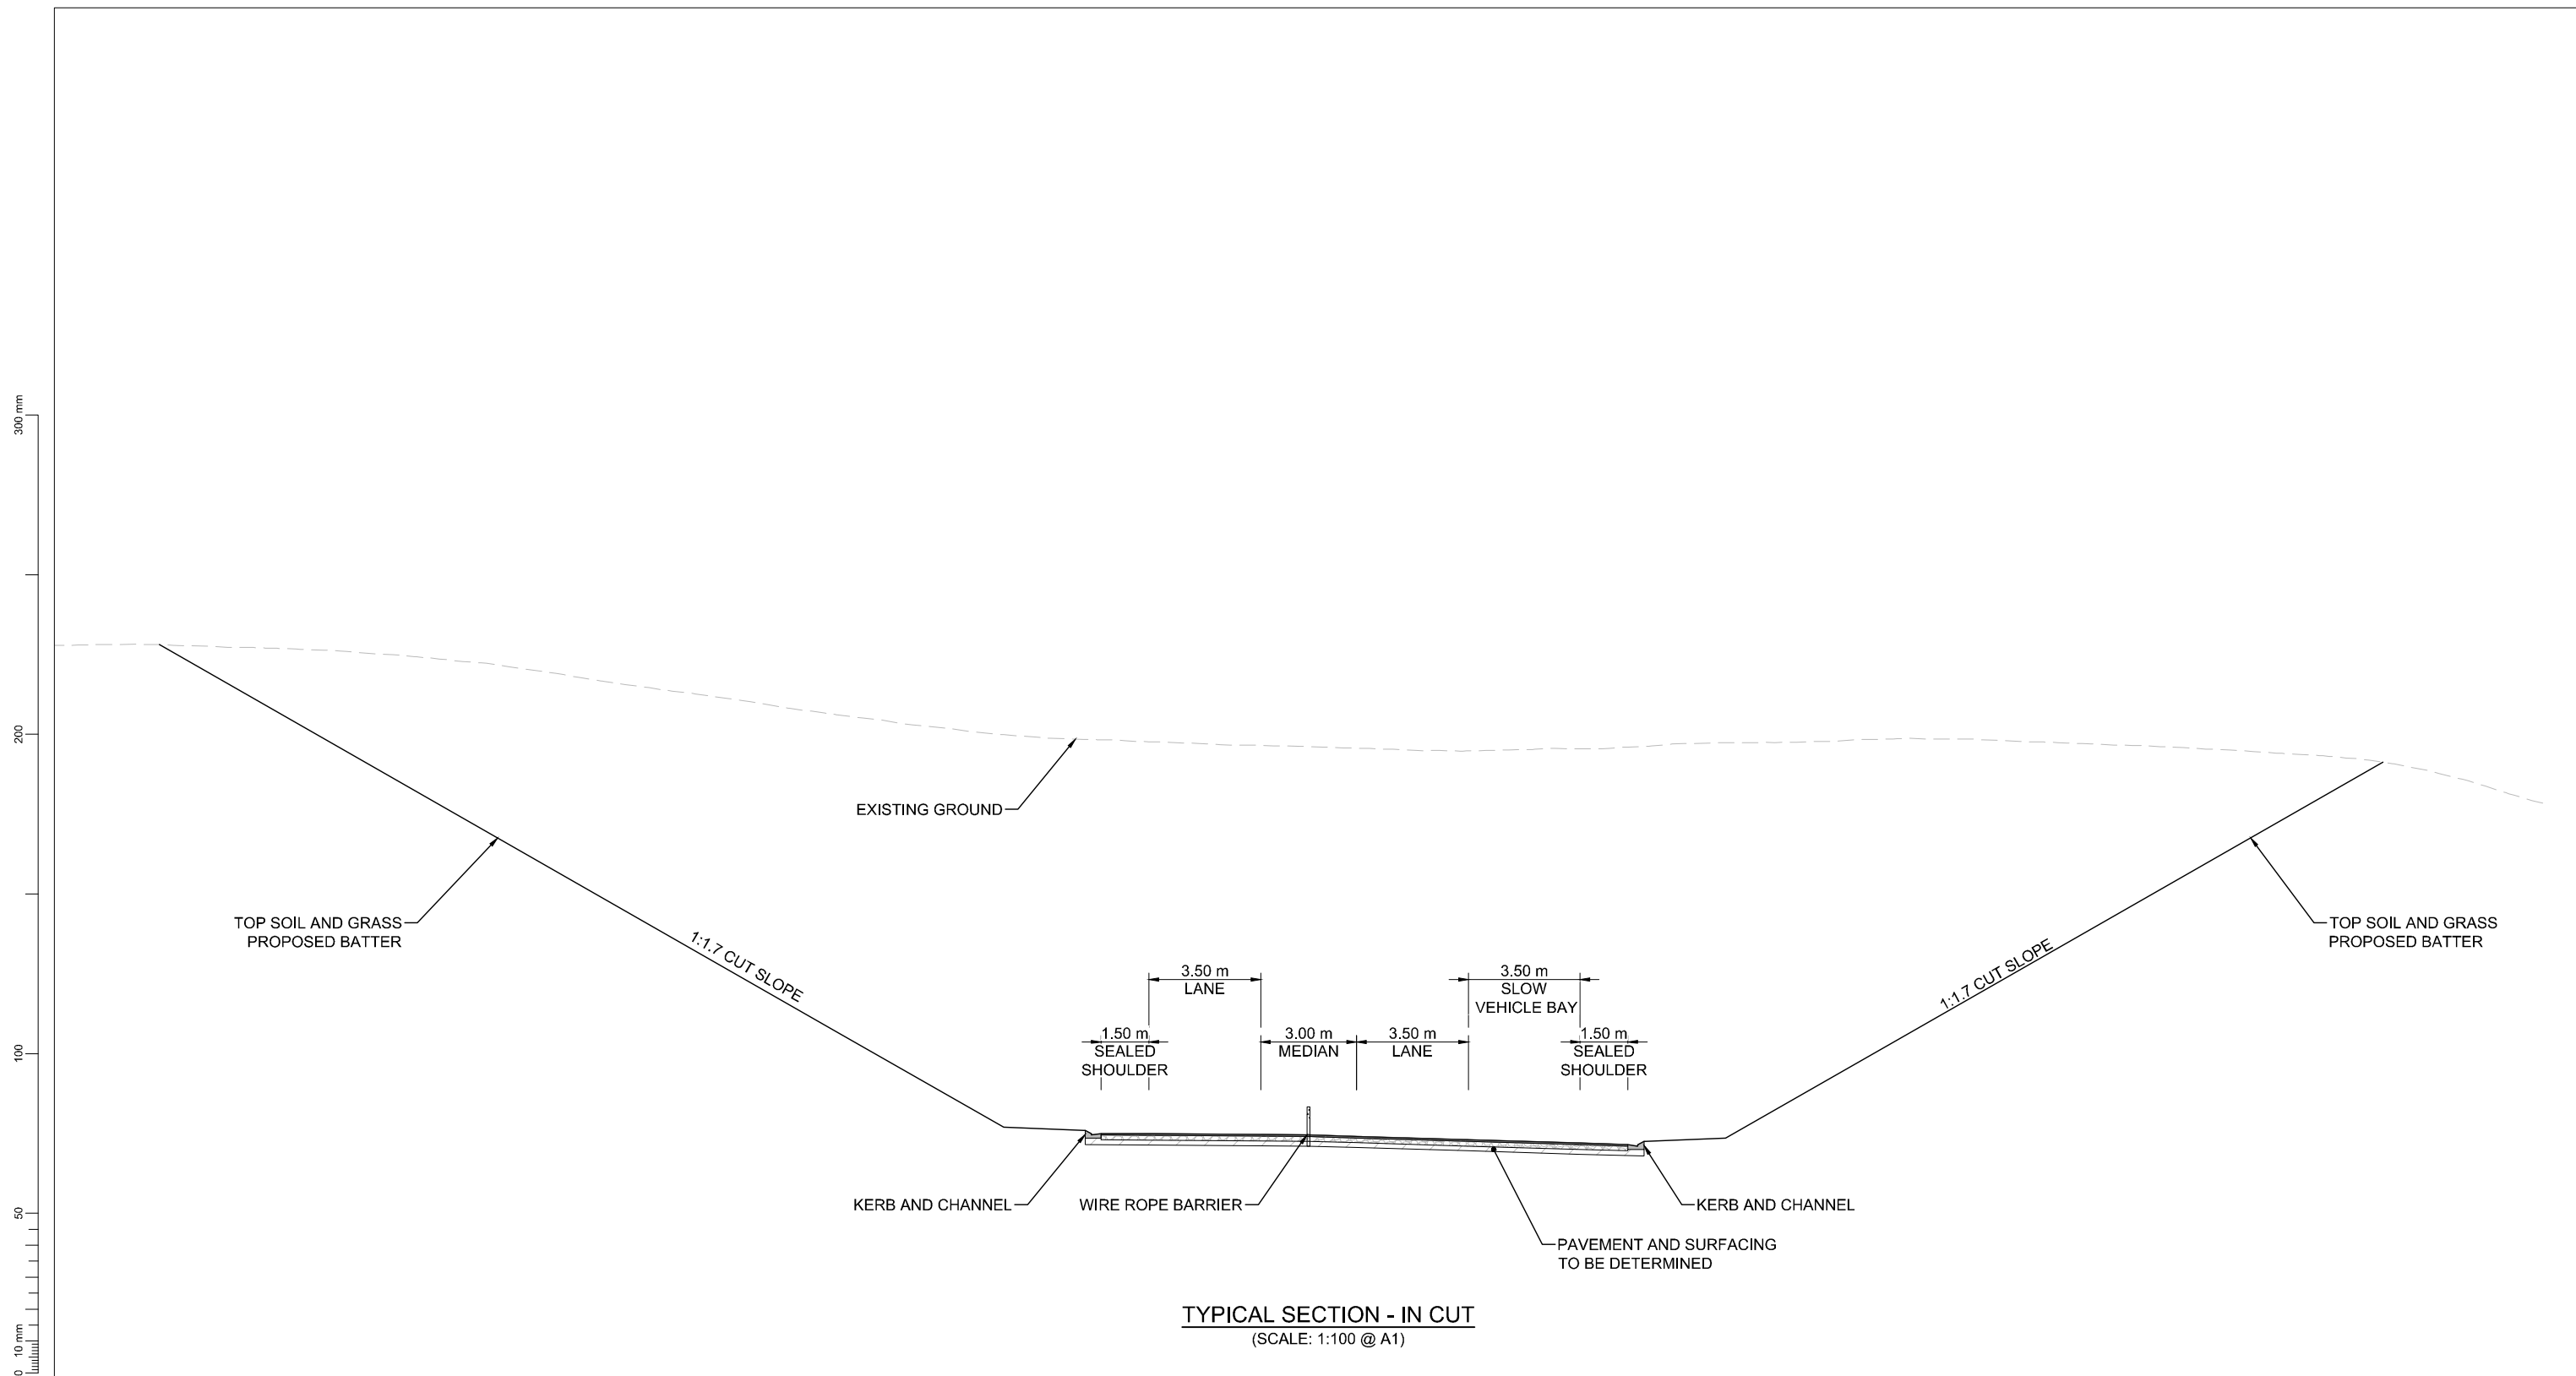 300 mm
200
100
50
10 mm
0
EXISTING GROUND
TOP SOIL AND GRASS
PROPOSED BATTER
1:1.7 CUT SLOPE
3.50 m
LANE
3.50 m
SLOW
VEHICLE BAY
1.50 m
SEALED
SHOULDER
3.00 m
MEDIAN
3.50 m
LANE
1.50 m
SEALED
SHOULDER
1:1.7 CUT SLOPE
TOP SOIL AND GRASS
PROPOSED BATTER
KERB AND CHANNEL
WIRE ROPE BARRIER
KERB AND CHANNEL
PAVEMENT AND SURFACING
TO BE DETERMINED
TYPICAL SECTION - IN CUT
(SCALE: 1:100 @ A1)